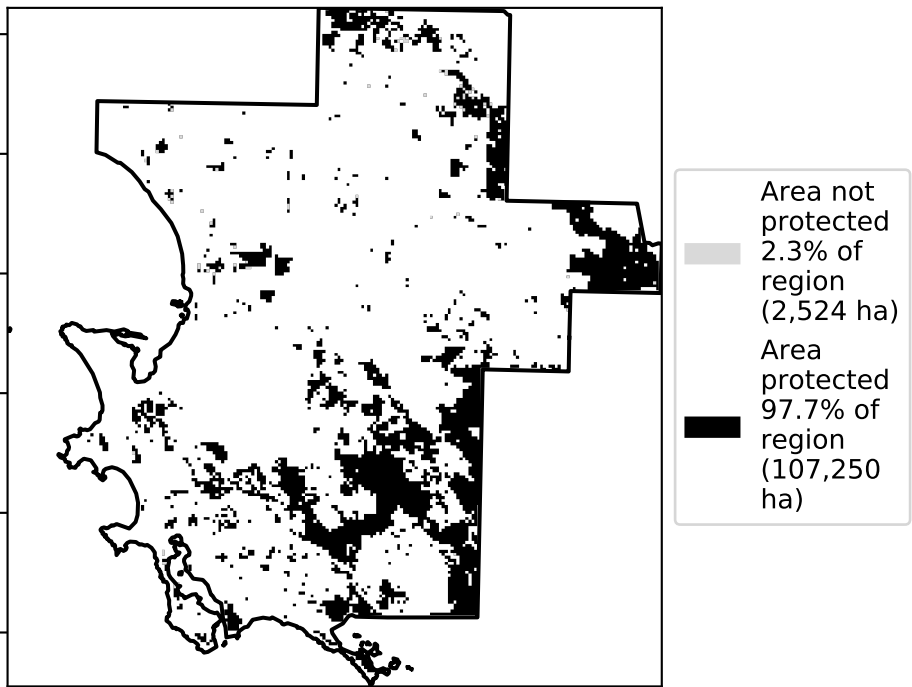 Area not
protected
2.3% of
region
(2,524 ha)
Area
protected
97.7% of
region
(107,250
ha)